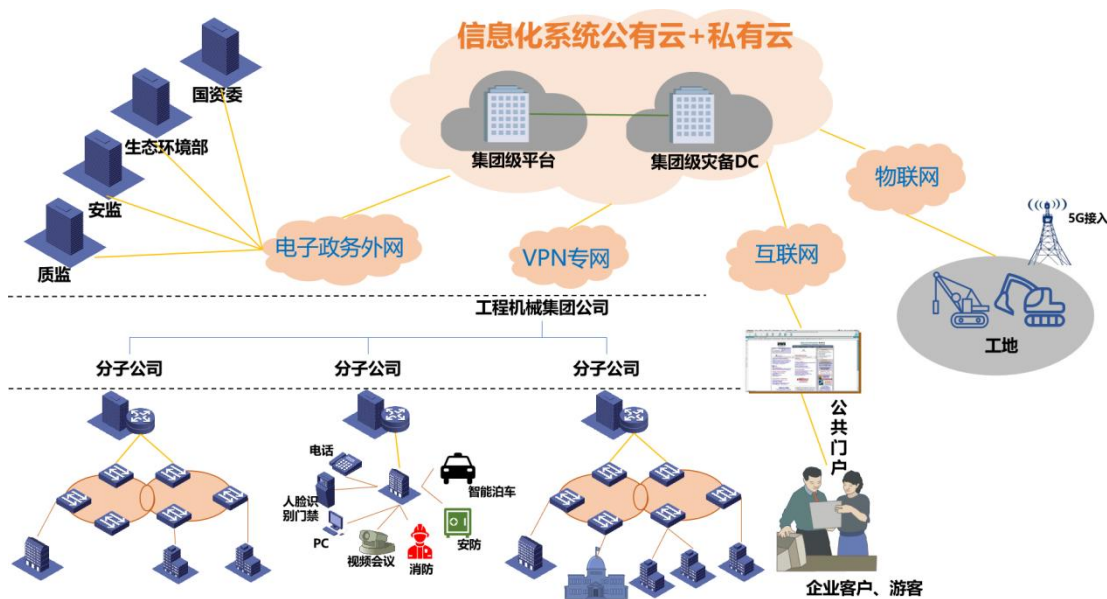 信息化系统公有云+私有云
国资委
生态环境部
安监
质监
集团级平台
集团级灾备DC
电子政务外网
VPN专网
互联网
物联网
5G接入
工地
工程机械集团公司
分子公司
分子公司
分子公司
公共门户
电话
人脸识
别门禁
PC
视频会议
消防
安防
智能泊车
企业客户、游客